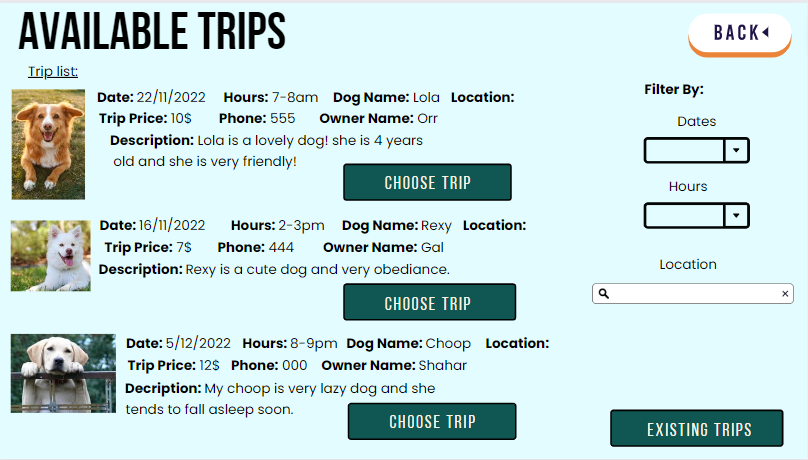 AVAILABLE TRIPS
BACK
Trip list:
Date: 22/11/2022 Hours: 7-8am Dog Name: Lola Location:
Trip Price: 10$ Phone: 555 Owner Name: Orr
Description: Lola is a lovely dog! she is 4 years
old and she is very friendly!
CHOOSE TRIP
Date: 16/11/2022 Hours: 2-3pm Dog Name: Rexy Location:
Trip Price: 7$ Phone: 444 Owner Name: Gal
Description: Rexy is a cute dog and very obediance.
CHOOSE TRIP
Date: 5/12/2022 Hours: 8-9pm Dog Name: Choop Location:
Trip Price: 12$ Phone: 000 Owner Name: Shahar
Decription: My choop is very lazy dog and she
tends to fall asleep soon.
CHOOSE TRIP
Filter By:
Dates
Hours
Location
EXISTING TRIPS